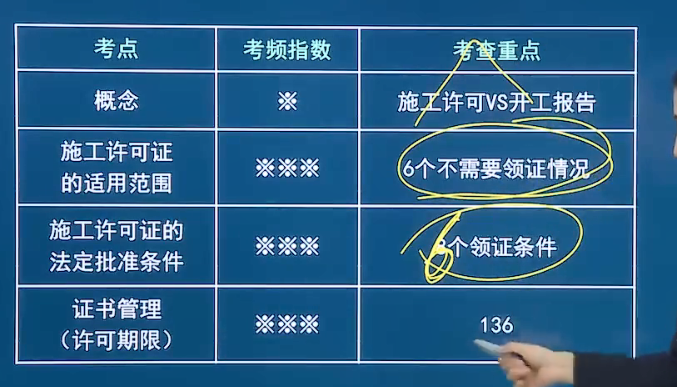 考点 考频指数 考查重点
概念 ※ 施工许可VS开工报告
施工许可证
的适用范围 ※※※ 6个不需要领证情况
施工许可证的
法定批准条件 ※※※ 个领证条件
证书管理
(许可期限) ※※※ 136